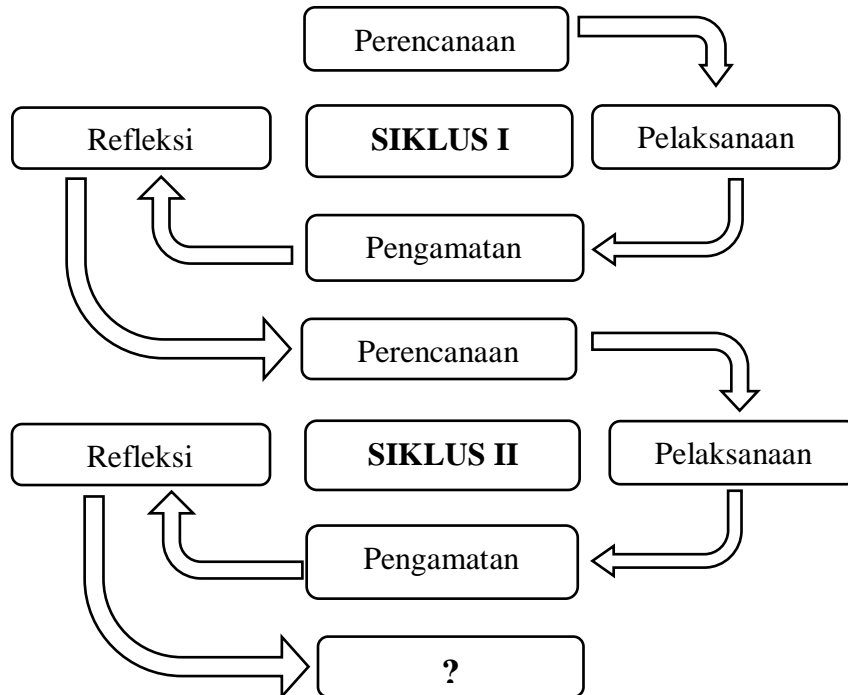 Perencanaan
Refleksi
SIKLUS I
Pelaksanaan
Pengamatan
Perencanaan
Refleksi
SIKLUS II
Pelaksanaan
Pengamatan
?